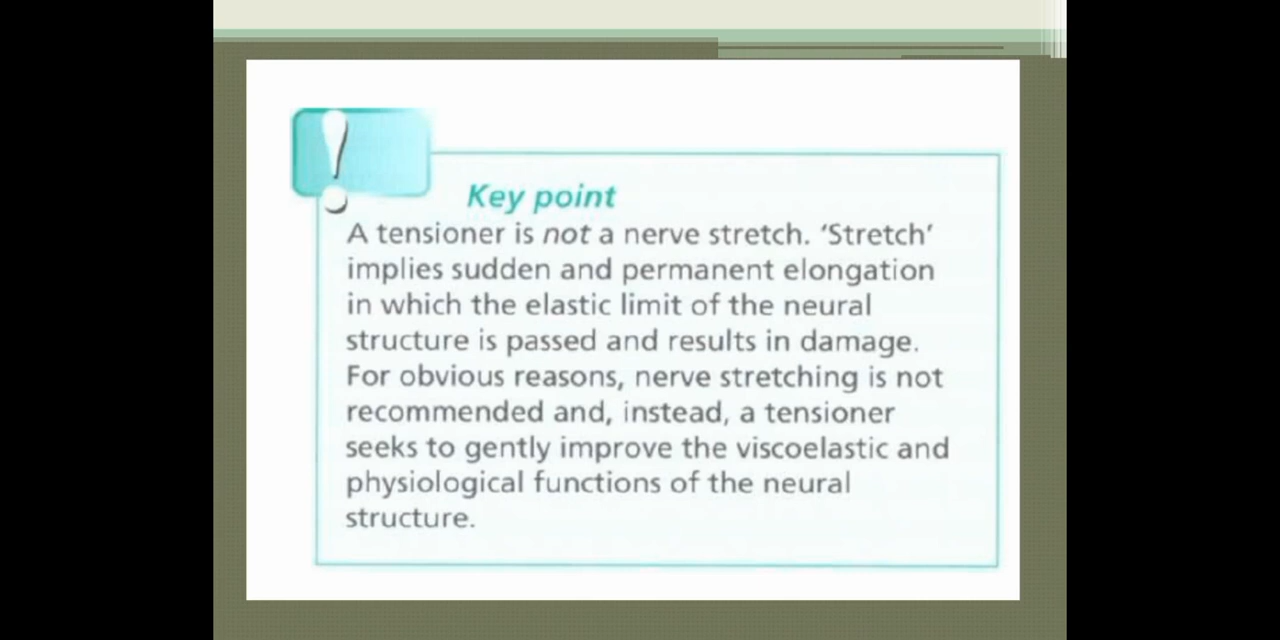 !
Key point
A tensioner is not a nerve stretch. ‘Stretch’
implies sudden and permanent elongation
in which the elastic limit of the neural
structure is passed and results in damage.
For obvious reasons, nerve stretching is not
recommended and, instead, a tensioner
seeks to gently improve the viscoelastic and
physiological functions of the neural
structure.